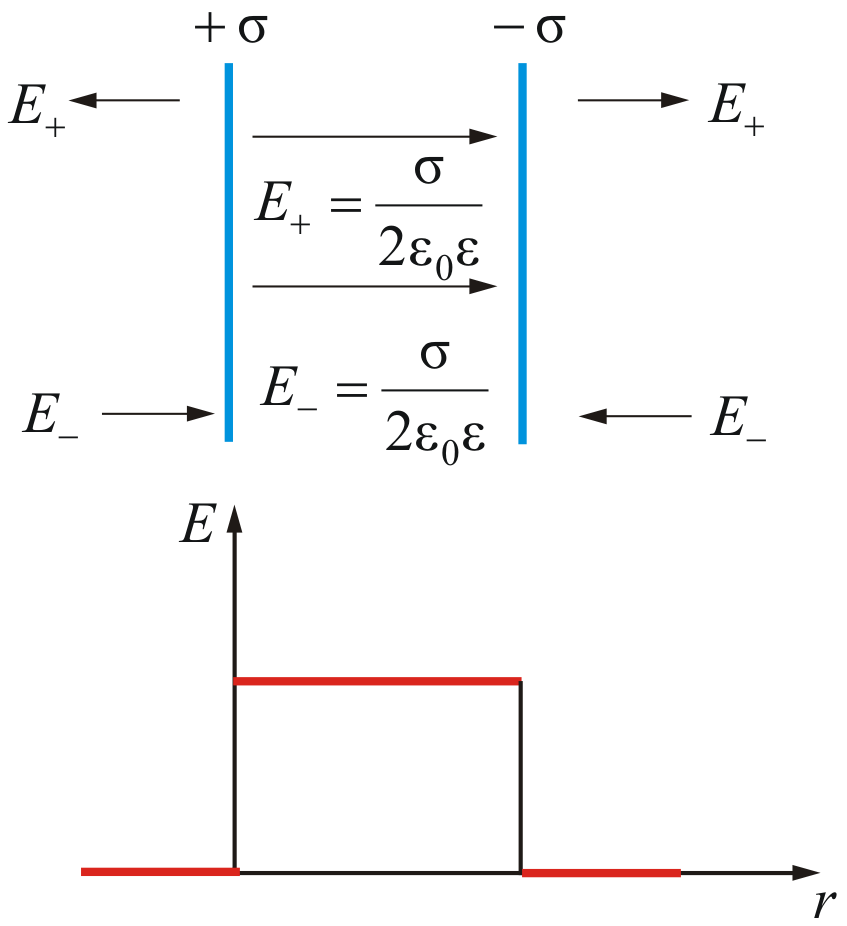 +σ −σ
E₊ E₊
E₊ = σ/2ε₀ε
E₋ = σ/2ε₀ε
E₋ E₋
E
r